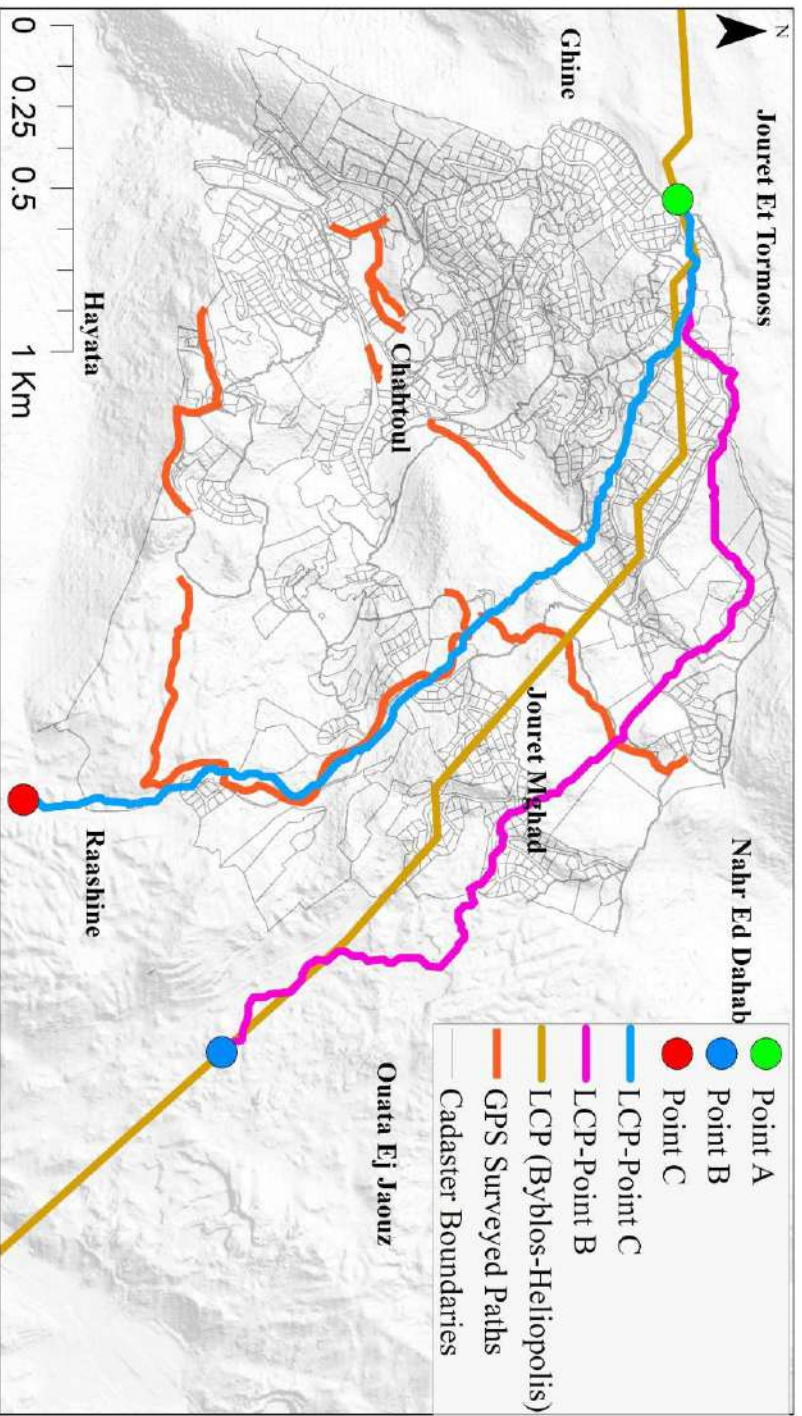 N
Jouret Et Tormoss
Nahr Ed Dahab
Ghine
Jouret Mghad
Chahtoul
Ouata Ej Jaouz
Hayata
Raashine
Point A
Point B
Point C
LCP-Point C
LCP-Point B
LCP (Byblos-Heliopolis)
GPS Surveyed Paths
Cadaster Boundaries
0 0.25 0.5 1 Km